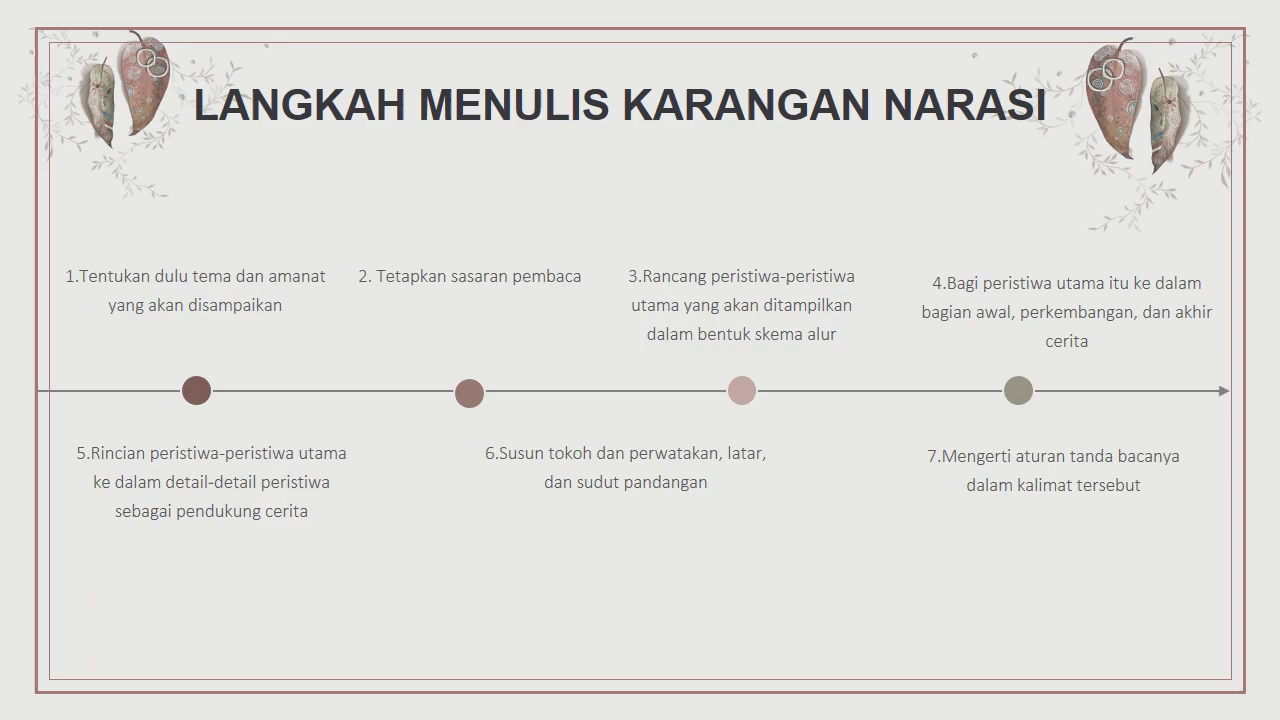 LANGKAH MENULIS KARANGAN NARASI
1.Tentukan dulu tema dan amanat
yang akan disampaikan
2. Tetapkan sasaran pembaca
3.Rancang peristiwa-peristiwa
utama yang akan ditampilkan
dalam bentuk skema alur
4.Bagi peristiwa utama itu ke dalam
bagian awal, perkembangan, dan akhir
cerita
5.Rincian peristiwa-peristiwa utama
ke dalam detail-detail peristiwa
sebagai pendukung cerita
6.Susun tokoh dan perwatakan, latar,
dan sudut pandangan
7.Mengerti aturan tanda bacanya
dalam kalimat tersebut